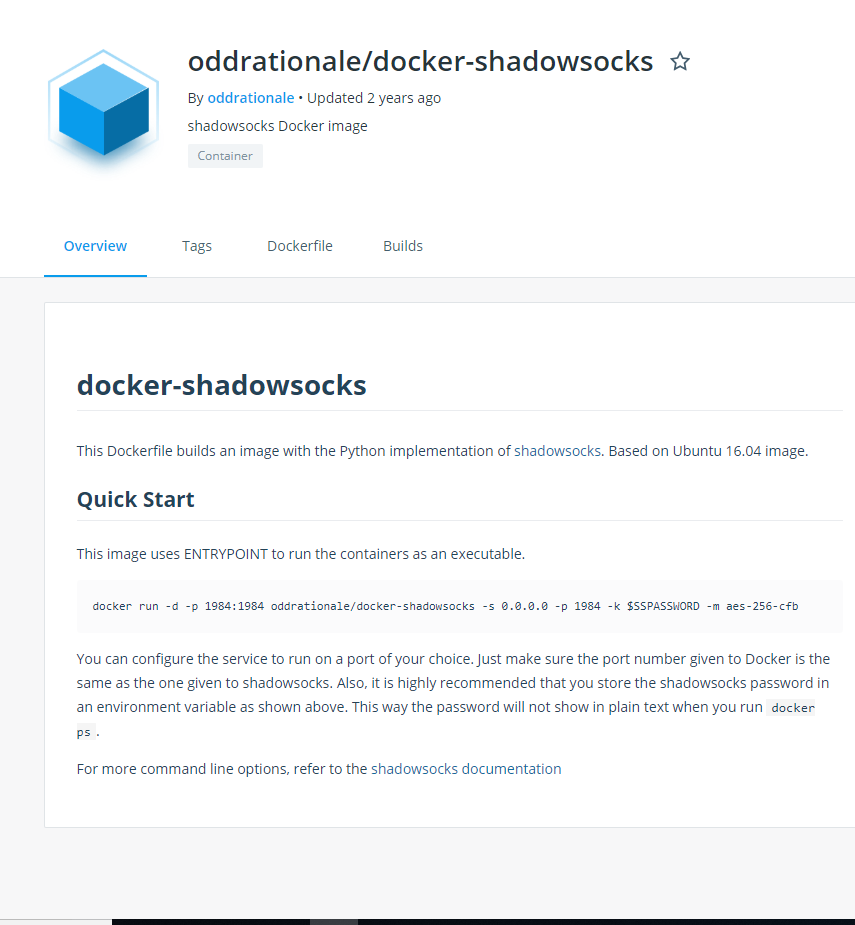 oddrationale/docker-shadowsocks
By oddrationale • Updated 2 years ago
shadowsocks Docker image
Container
Overview Tags Dockerfile Builds
docker-shadowsocks
This Dockerfile builds an image with the Python implementation of shadowsocks. Based on Ubuntu 16.04 image.
Quick Start
This image uses ENTRYPOINT to run the containers as an executable.
docker run -d -p 1984:1984 oddrationale/docker-shadowsocks -s 0.0.0.0 -p 1984 -k $SSPASSWORD -m aes-256-cfb
You can configure the service to run on a port of your choice. Just make sure the port number given to Docker is the
same as the one given to shadowsocks. Also, it is highly recommended that you store the shadowsocks password in
an environment variable as shown above. This way the password will not show in plain text when you run docker
ps .
For more command line options, refer to the shadowsocks documentation